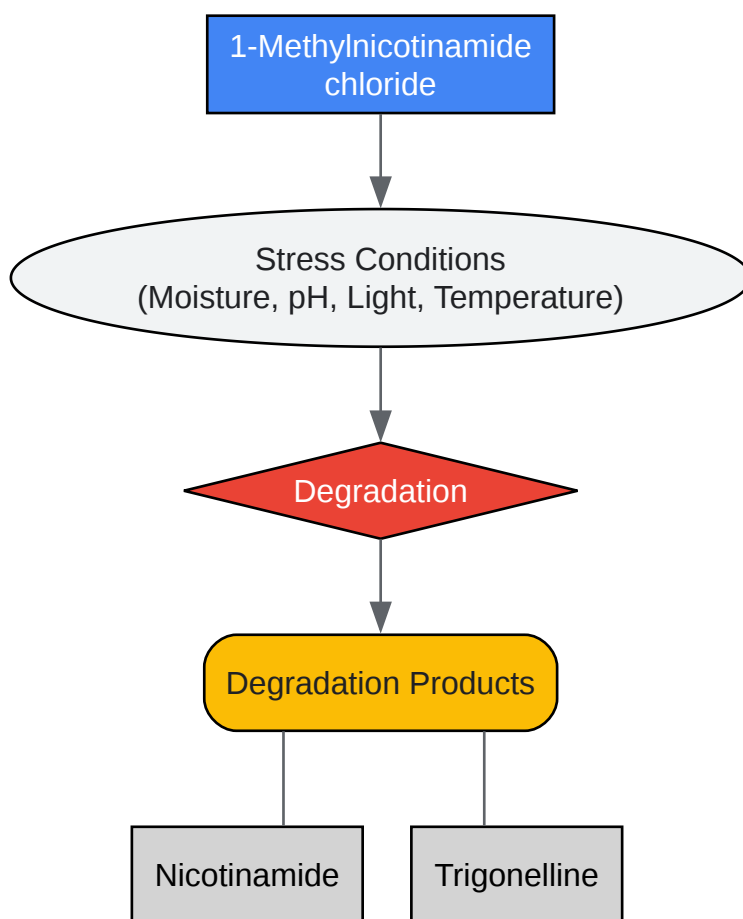 1-Methylnicotinamide
chloride
Stress Conditions
(Moisture, pH, Light, Temperature)
Degradation
Degradation Products
Nicotinamide
Trigonelline